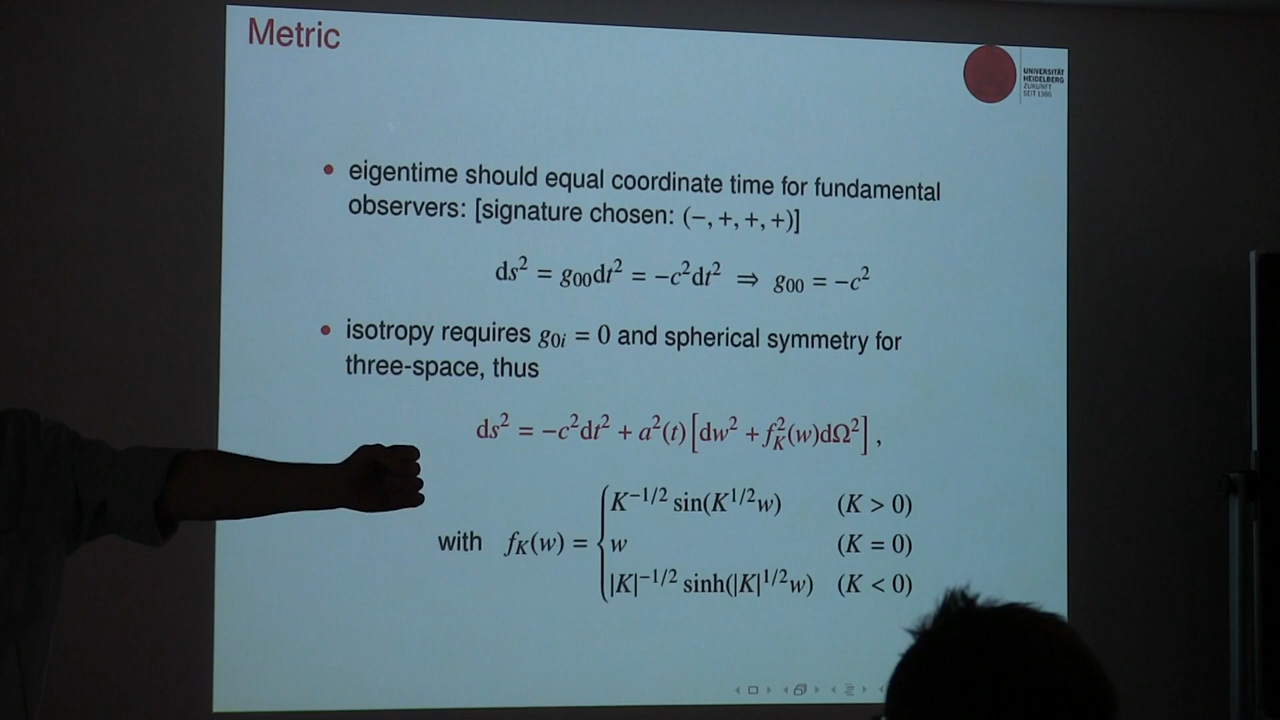 Metric
UNIVERSITÄT
HEIDELBERG
ZUKUNFT
SEIT 1386
• eigentime should equal coordinate time for fundamental
observers: [signature chosen: (−, +, +, +)]
ds² = g₀₀dt² = −c²dt² ⇒ g₀₀ = −c²
• isotropy requires g₀ᵢ = 0 and spherical symmetry for
three-space, thus
ds² = −c²dt² + a²(t) [dw² + f_K²(w)dΩ²] ,
with f_K(w) = { K^{−1/2} sin(K^{1/2}w) (K > 0)
w (K = 0)
|K|^{−1/2} sinh(|K|^{1/2}w) (K < 0)